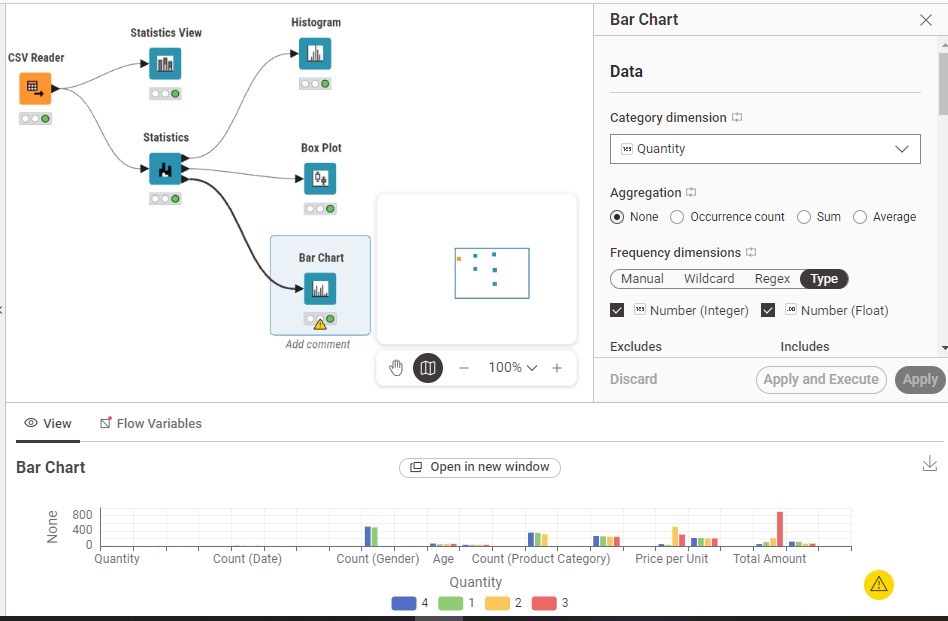 Histogram
Statistics View
CSV Reader
Statistics
Box Plot
Bar Chart
Add comment
100%
Bar Chart
Data
Category dimension
Quantity
Aggregation
None Occurrence count Sum Average
Frequency dimensions
Manual Wildcard Regex Type
Number (Integer) Number (Float)
Excludes Includes
Discard Apply and Execute Apply
View Flow Variables
Bar Chart
Open in new window
None
800
400
0
Quantity Count (Date) Count (Gender) Age Count (Product Category) Price per Unit Total Amount
Quantity
4 1 2 3